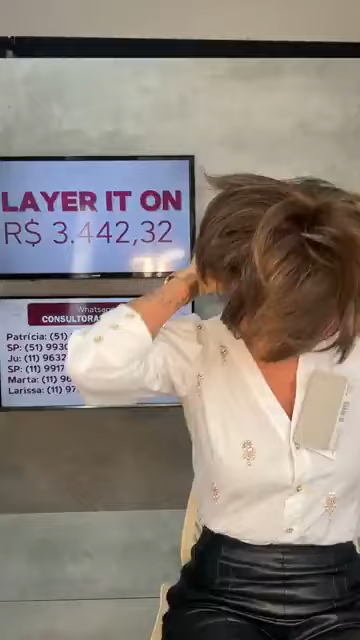 LAYER IT ON
R$ 3.442,32
Whatsapp
CONSULTORAS
Patrícia: (51)
SP: (51) 9930
Ju: (11) 9632
SP: (11) 9917
Marta: (11) 96
Larissa: (11) 97